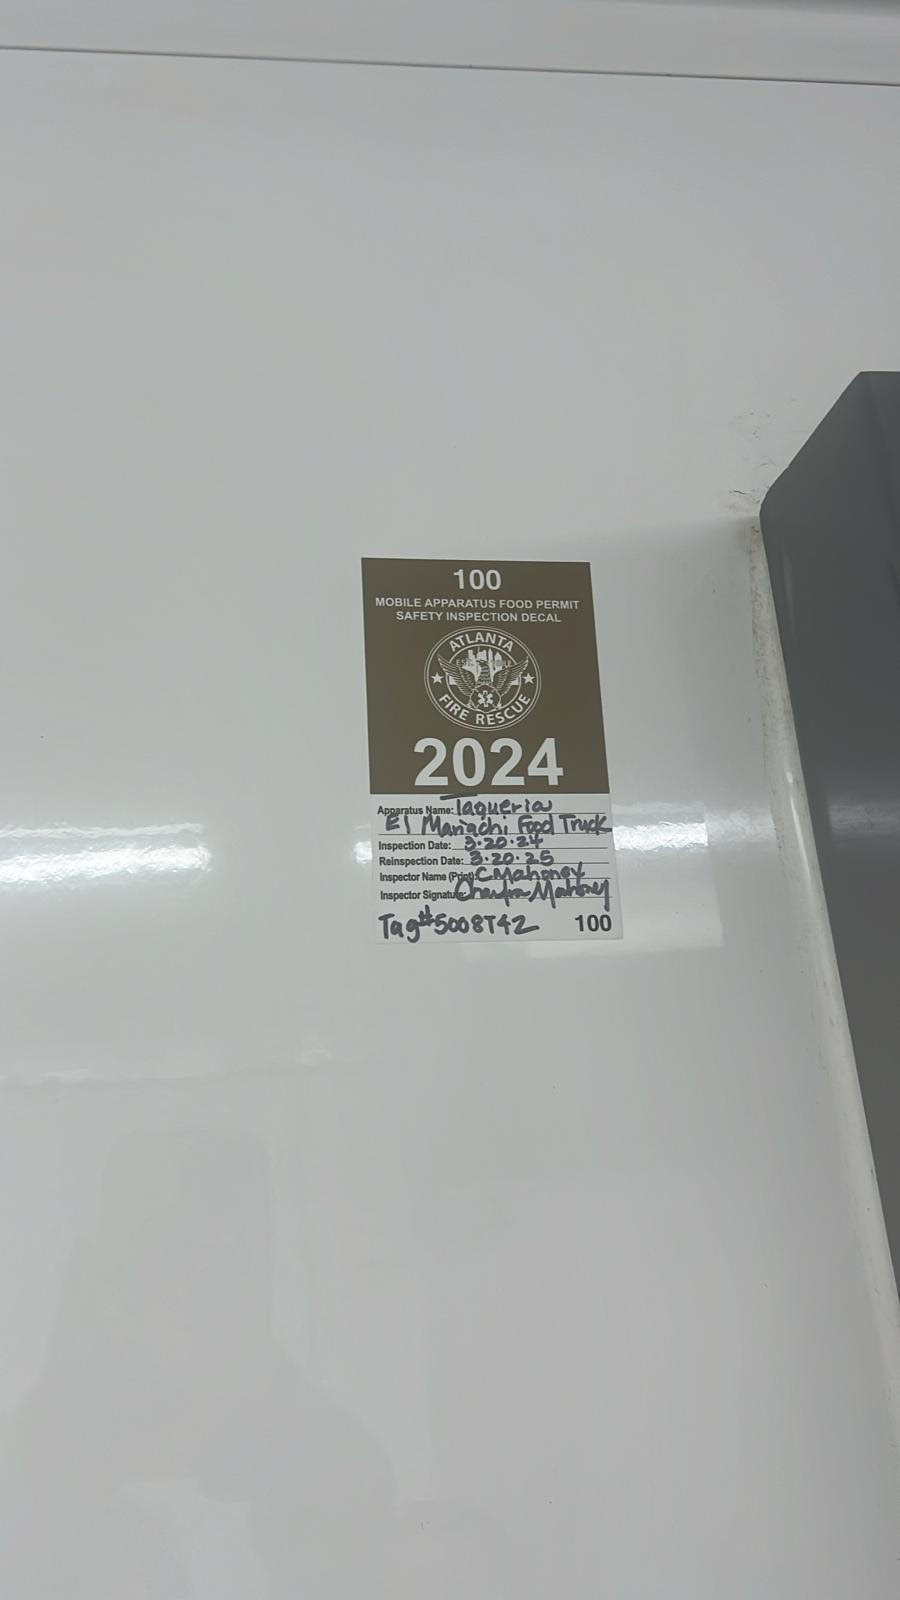 100
MOBILE APPARATUS FOOD PERMIT
SAFETY INSPECTION DECAL
ATLANTA
FIRE RESCUE
2024
Apparatus Name: Taqueria
El Mariachi Food Truck
Inspection Date: 3.20.24
Reinspection Date: 3.20.25
Inspector Name (Print): C Mahoney
Inspector Signature: Mahoney
Tag# 5008T42 100